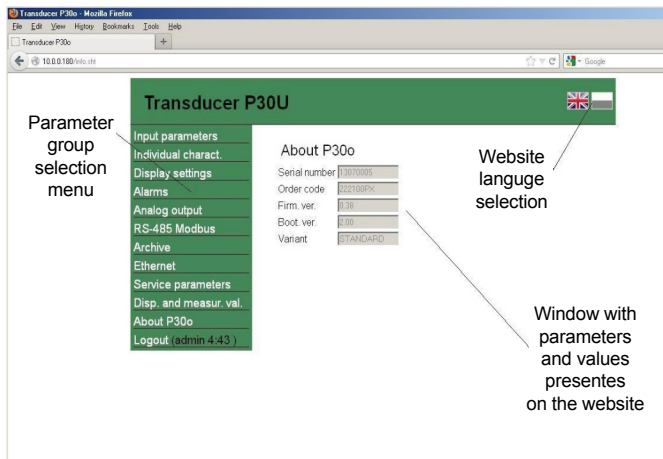 Transducer P30o - Mozilla Firefox
File Edit View History Bookmarks Tools Help
Transducer P30o +
10.0.0.180/info.sht
Google
Transducer P30U
Parameter
group
selection
menu
Input parameters
Individual charact.
Display settings
Alarms
Analog output
RS-485 Modbus
Archive
Ethernet
Service parameters
Disp. and measur. val.
About P30o
Logout (admin 4:43 )
About P30o
Serial number 13070005
Order code 222100PX
Firm. ver. 0.38
Boot. ver. 2.00
Variant STANDARD
Website
languge
selection
Window with
parameters
and values
presentes
on the website